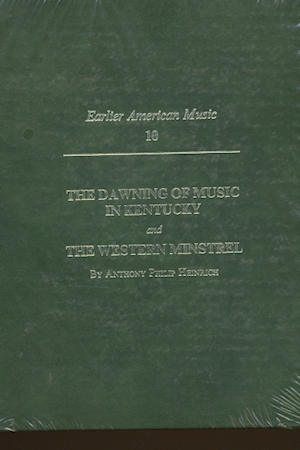 Earlier American Music
10
THE DAWNING OF MUSIC
IN KENTUCKY
and
THE WESTERN MINSTREL
BY ANTHONY PHILIP HEINRICH